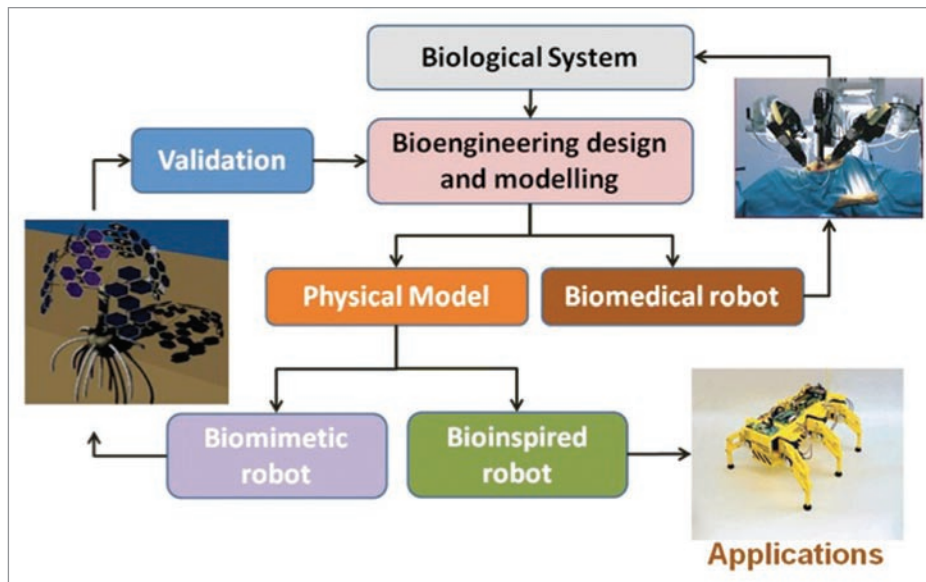 Biological System
Validation
Bioengineering design
and modelling
Physical Model
Biomedical robot
Biomimetic
robot
Bioinspired
robot
Applications